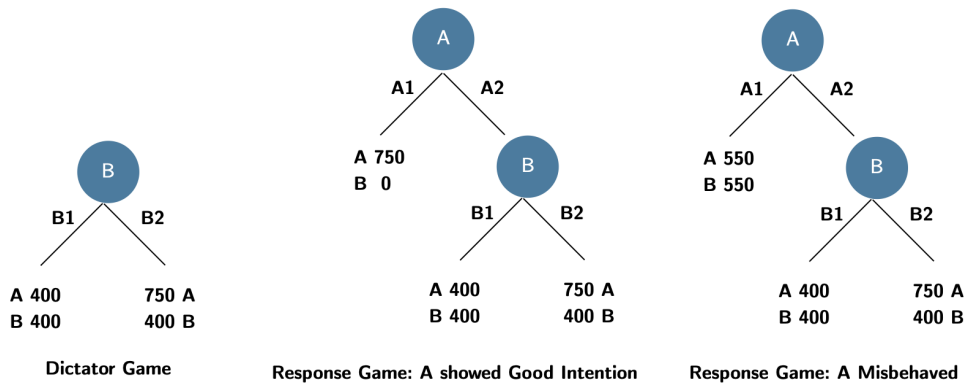 B
B1 B2
A 400 750 A
B 400 400 B
Dictator Game
A
A1 A2
A 750
B 0
B
B1 B2
A 400 750 A
B 400 400 B
Response Game: A showed Good Intention
A
A1 A2
A 550
B 550
B
B1 B2
A 400 750 A
B 400 400 B
Response Game: A Misbehaved